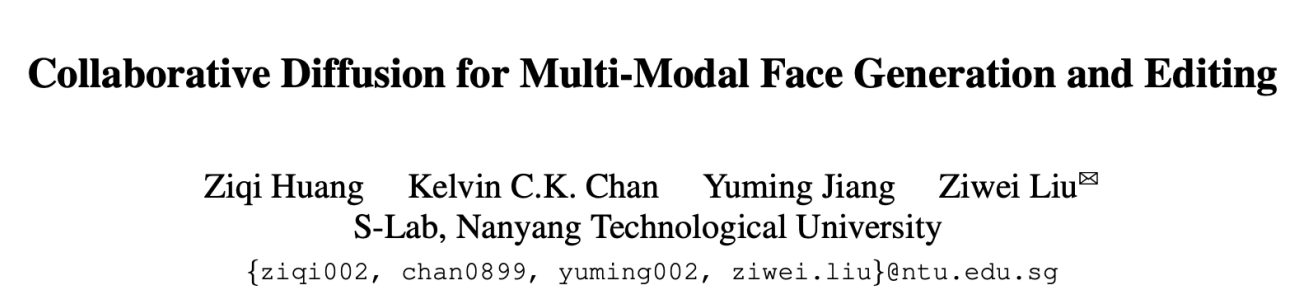 Collaborative Diffusion for Multi-Modal Face Generation and Editing
Ziqi Huang Kelvin C.K. Chan Yuming Jiang Ziwei Liu✉
S-Lab, Nanyang Technological University
{ziqi002, chan0899, yuming002, ziwei.liu}@ntu.edu.sg